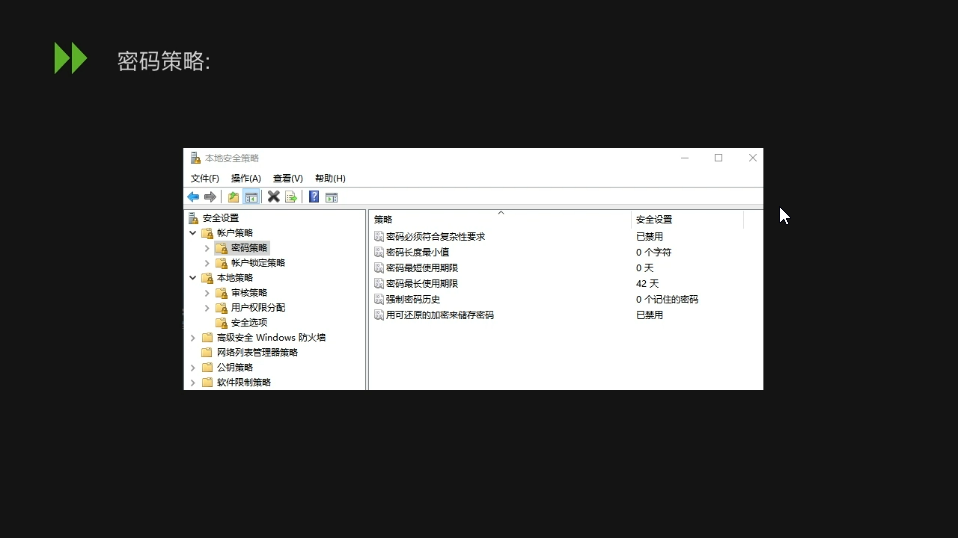 密码策略:
本地安全策略
文件(F) 操作(A) 查看(V) 帮助(H)
安全设置
帐户策略
密码策略
帐户锁定策略
本地策略
审核策略
用户权限分配
安全选项
高级安全 Windows 防火墙
网络列表管理器策略
公钥策略
软件限制策略
策略 安全设置
密码必须符合复杂性要求 已禁用
密码长度最小值 0 个字符
密码最短使用期限 0 天
密码最长使用期限 42 天
强制密码历史 0 个记住的密码
用可还原的加密来储存密码 已禁用